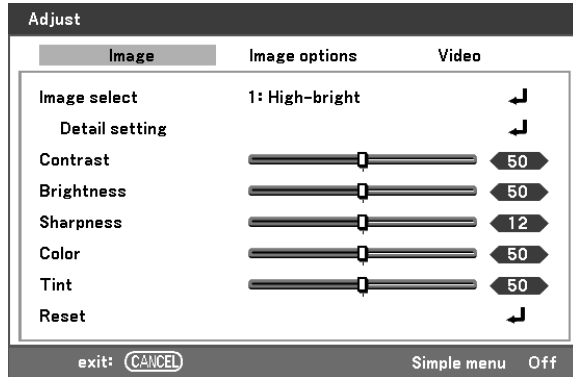 Adjust
Image Image options Video
Image select 1: High-bright
Detail setting
Contrast 50
Brightness 50
Sharpness 12
Color 50
Tint 50
Reset
exit: CANCEL Simple menu Off